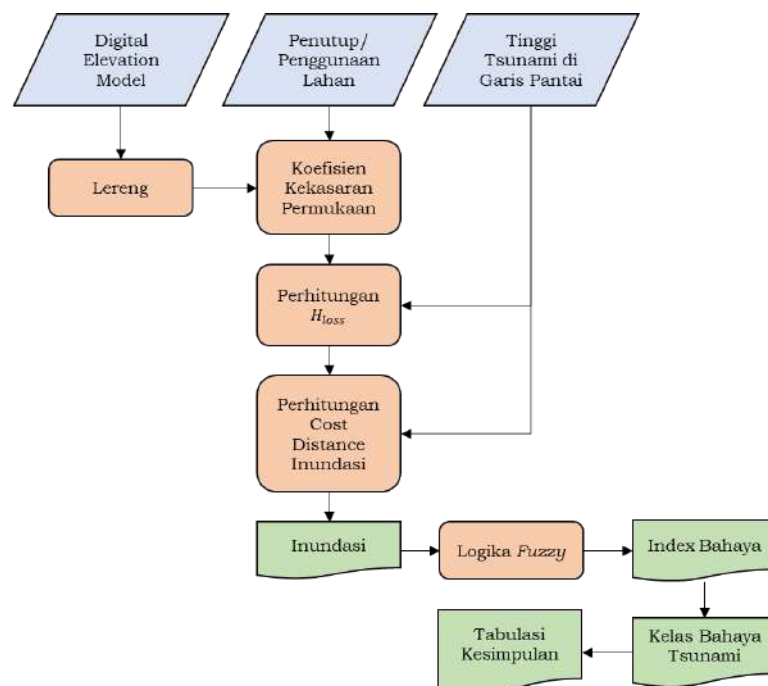 Digital
Elevation
Model
Penutup/
Penggunaan
Lahan
Tinggi
Tsunami di
Garis Pantai
Lereng
Koefisien
Kekasaran
Permukaan
Perhitungan
H_loss
Perhitungan
Cost
Distance
Inundasi
Inundasi
Logika Fuzzy
Index Bahaya
Tabulasi
Kesimpulan
Kelas Bahaya
Tsunami